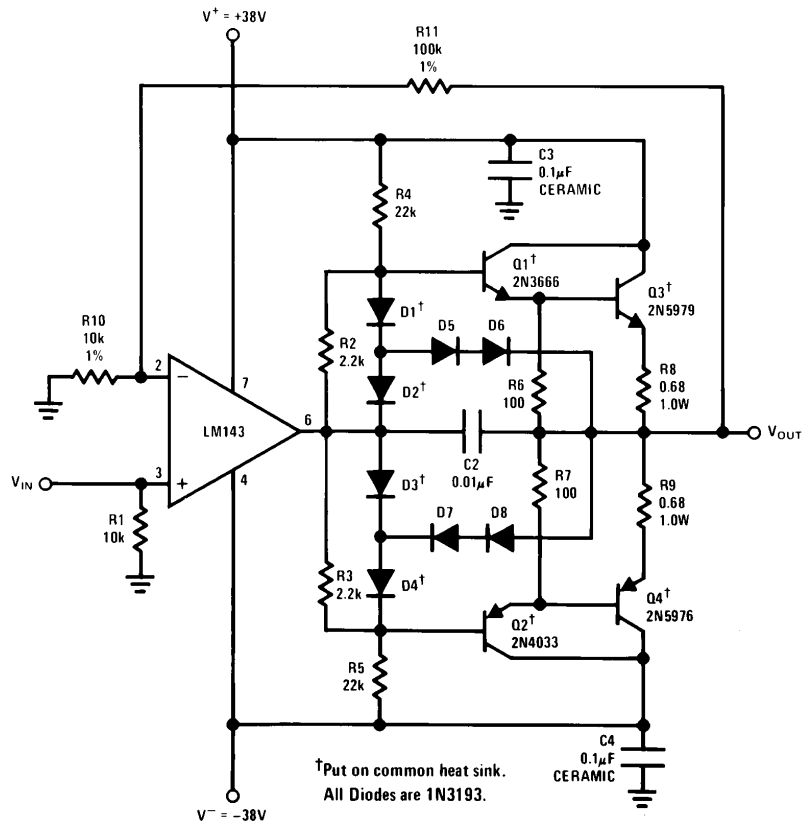 V⁺ = +38V
R11
100k
1%
C3
0.1μF
CERAMIC
R4
22k
Q1†
2N3666
Q3†
2N5979
D1†
D5
D6
R10
10k
1%
R2
2.2k
R8
0.68
1.0W
2
7
D2†
R6
100
LM143
6
VOUT
VIN
3
4
C2
0.01μF
R7
100
R1
10k
D3†
R9
0.68
1.0W
D7
D8
R3
2.2k
D4†
Q2†
2N4033
Q4†
2N5976
R5
22k
C4
0.1μF
CERAMIC
†Put on common heat sink.
All Diodes are 1N3193.
V⁻ = −38V
−
+